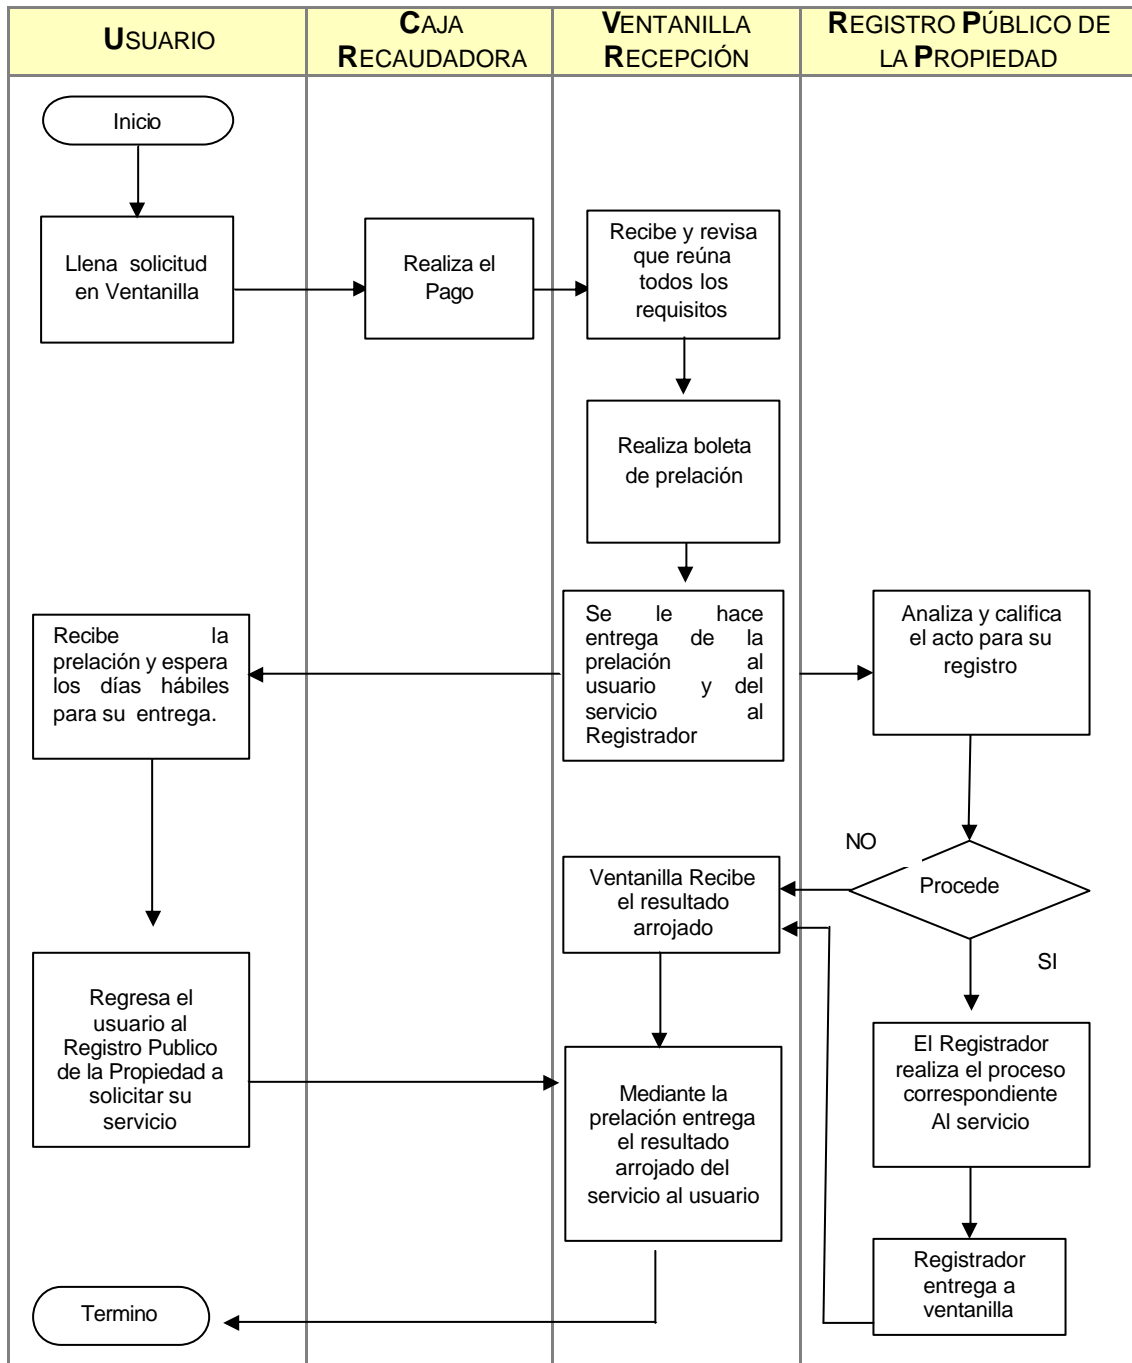 USUARIO
CAJA
RECAUDADORA
VENTANILLA
RECEPCIÓN
REGISTRO PÚBLICO DE
LA PROPIEDAD
Inicio
Llena solicitud
en Ventanilla
Realiza el
Pago
Recibe y revisa
que reúna
todos los
requisitos
Realiza boleta
de prelación
Se le hace
entrega de la
prelación al
usuario y del
servicio al
Registrador
Analiza y califica
el acto para su
registro
Recibe la
prelación y espera
los días hábiles
para su entrega.
NO
Procede
SI
Ventanilla Recibe
el resultado
arrojado
Regresa el
usuario al
Registro Publico
de la Propiedad a
solicitar su
servicio
El Registrador
realiza el proceso
correspondiente
Al servicio
Mediante la
prelación entrega
el resultado
arrojado del
servicio al usuario
Registrador
entrega a
ventanilla
Termino